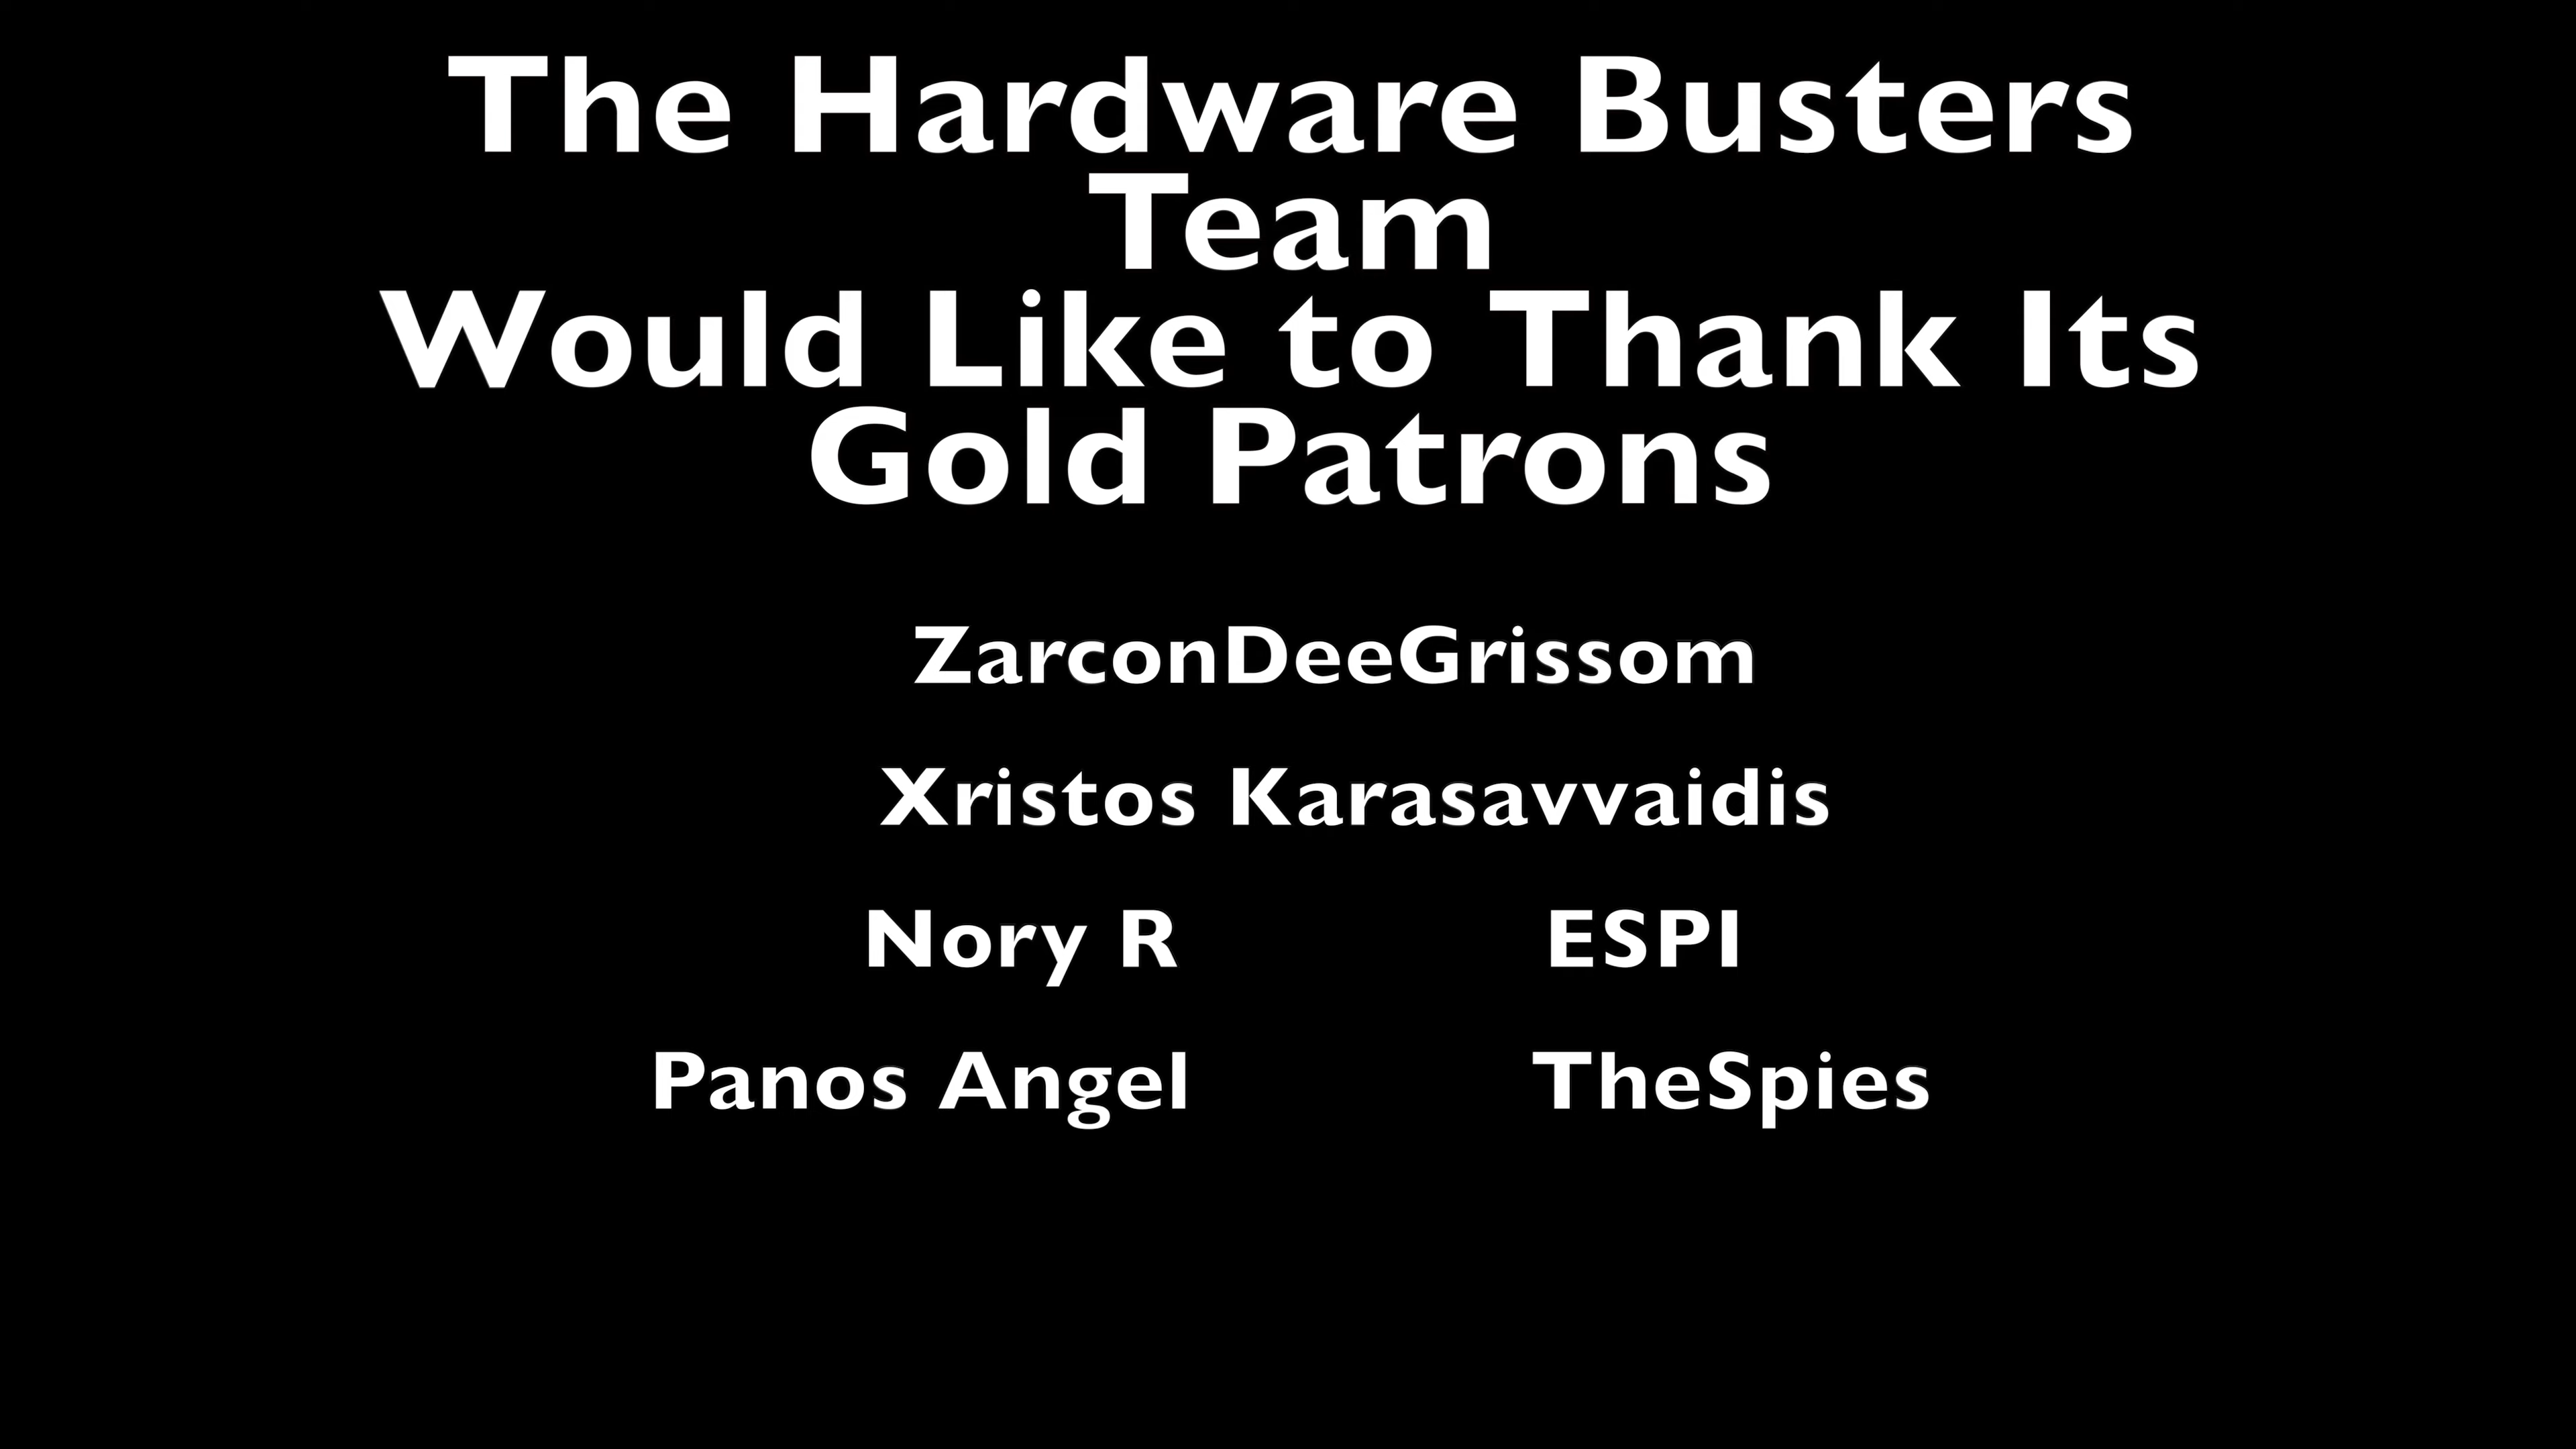 The Hardware Busters
Team
Would Like to Thank Its
Gold Patrons
ZarconDeeGrissom
Xristos Karasavvaidis
Nory R ESPI
Panos Angel TheSpies